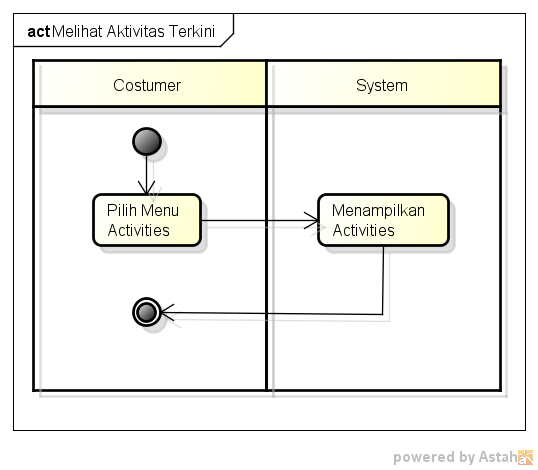 act Melihat Aktivitas Terkini
Costumer
System
Pilih Menu
Activities
Menampilkan
Activities
powered by Astah